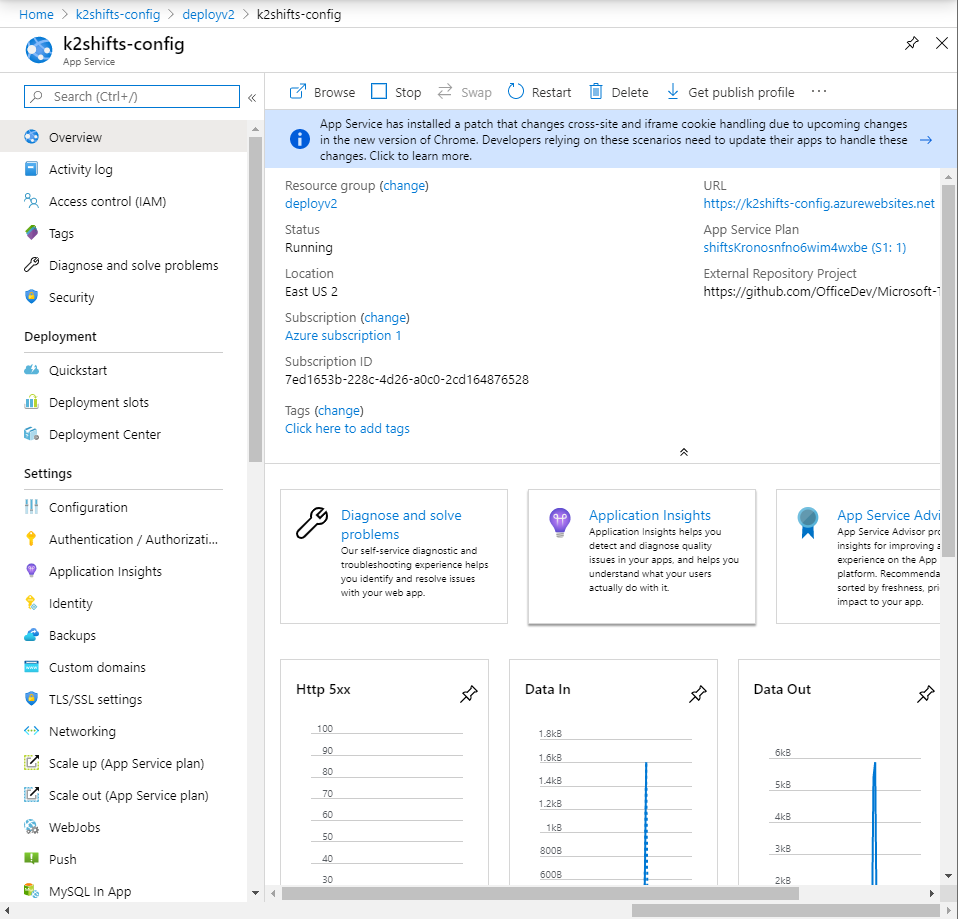 Home > k2shifts-config > deployv2 > k2shifts-config
k2shifts-config
App Service
Search (Ctrl+/)
Overview
Activity log
Access control (IAM)
Tags
Diagnose and solve problems
Security
Deployment
Quickstart
Deployment slots
Deployment Center
Settings
Configuration
Authentication / Authorizati...
Application Insights
Identity
Backups
Custom domains
TLS/SSL settings
Networking
Scale up (App Service plan)
Scale out (App Service plan)
WebJobs
Push
MySQL In App
Browse Stop Swap Restart Delete Get publish profile ...
App Service has installed a patch that changes cross-site and iframe cookie handling due to upcoming changes
in the new version of Chrome. Developers relying on these scenarios need to update their apps to handle these
changes. Click to learn more.
Resource group (change)
deployv2
Status
Running
Location
East US 2
Subscription (change)
Azure subscription 1
Subscription ID
7ed1653b-228c-4d26-a0c0-2cd164876528
Tags (change)
Click here to add tags
URL
https://k2shifts-config.azurewebsites.net
App Service Plan
shiftsKronosnfno6wim4wxbe (S1: 1)
External Repository Project
https://github.com/OfficeDev/Microsoft-T
Diagnose and solve
problems
Our self-service diagnostic and
troubleshooting experience helps
you identify and resolve issues
with your web app.
Application Insights
Application Insights helps you
detect and diagnose quality
issues in your apps, and helps you
understand what your users
actually do with it.
App Service Advi
App Service Advisor pro
insights for improving a
experience on the App
platform. Recommenda
sorted by freshness, pri
impact to your app.
Http 5xx
100
90
80
70
60
50
40
30
Data In
1.8kB
1.6kB
1.4kB
1.2kB
1kB
800B
600B
Data Out
6kB
5kB
4kB
3kB
2kB